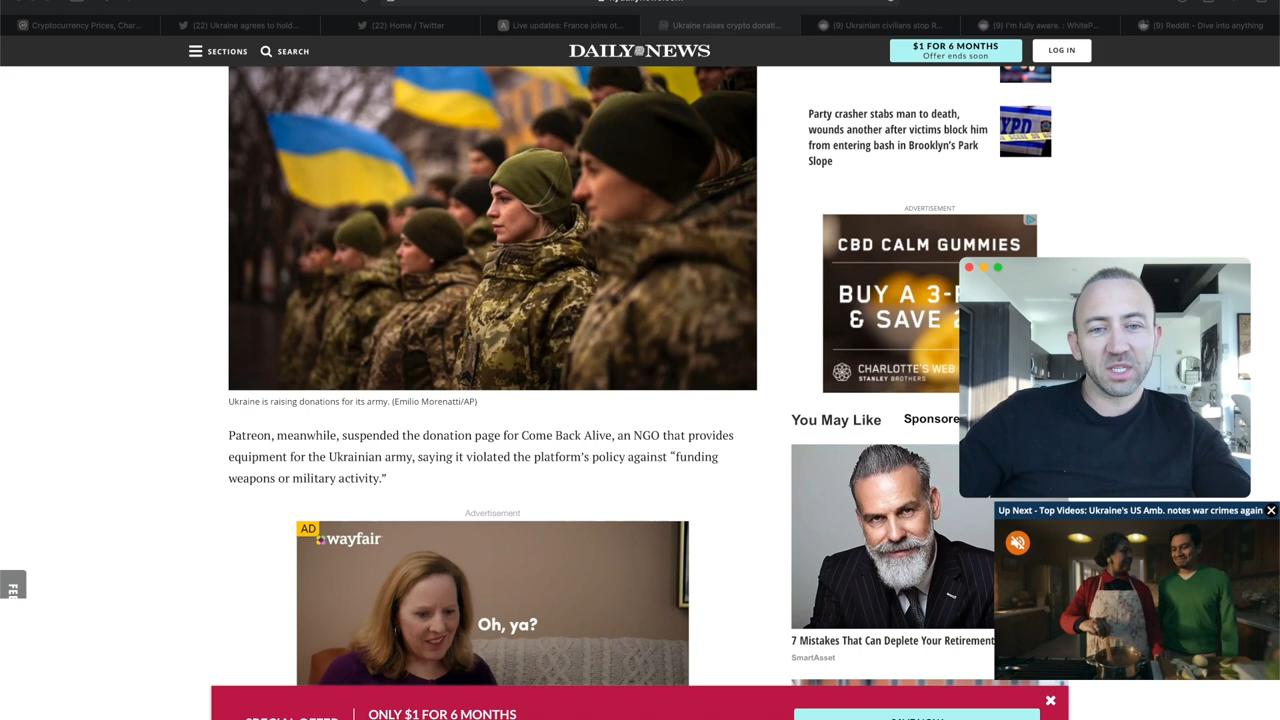 Cryptocurrency Prices, Char...
(22) Ukraine agrees to hold...
(22) Home / Twitter
Live updates: France joins ot...
Ukraine raises crypto donati...
(9) Ukrainian civilians stop R...
(9) I'm fully aware. : WhiteP...
(9) Reddit - Dive into anything
SECTIONS
SEARCH
DAILY NEWS
$1 FOR 6 MONTHS
Offer ends soon
LOG IN
Party crasher stabs man to death,
wounds another after victims block him
from entering bash in Brooklyn's Park
Slope
ADVERTISEMENT
CBD CALM GUMMIES
BUY A 3-
& SAVE
CHARLOTTE'S WEB
STANLEY BROTHERS
Ukraine is raising donations for its army. (Emilio Morenatti/AP)
Patreon, meanwhile, suspended the donation page for Come Back Alive, an NGO that provides
equipment for the Ukrainian army, saying it violated the platform's policy against “funding
weapons or military activity.”
Advertisement
AD
wayfair
Oh, ya?
You May Like
Sponsore
7 Mistakes That Can Deplete Your Retirement
SmartAsset
Up Next - Top Videos: Ukraine's US Amb. notes war crimes again
ONLY $1 FOR 6 MONTHS